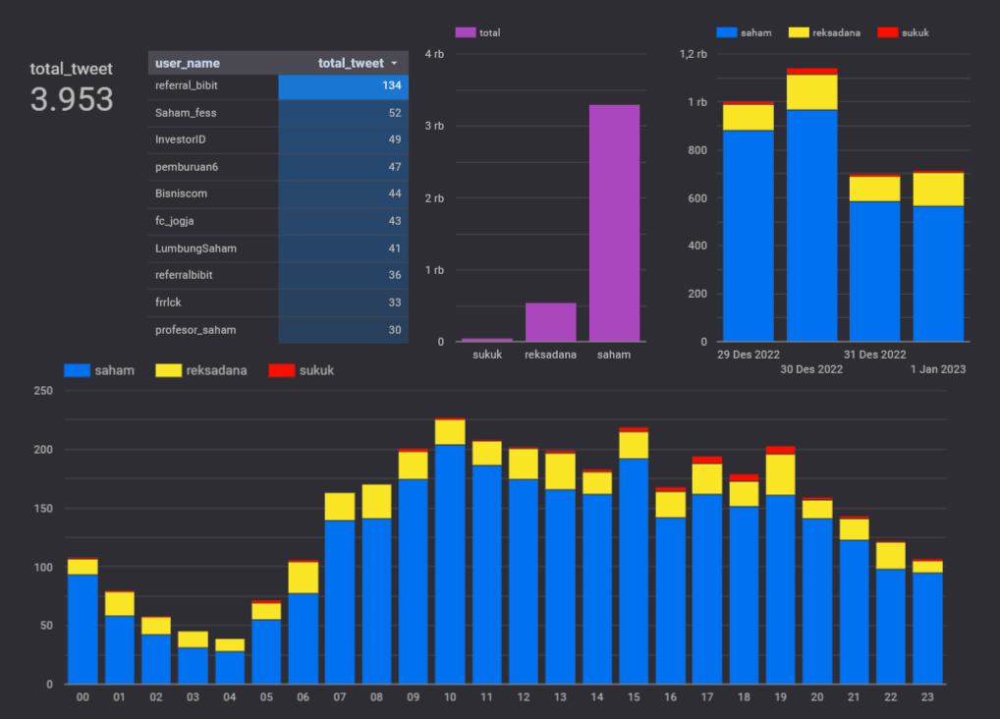 total_tweet
3.953
user_name total_tweet
referral_bibit 134
Saham_fess 52
InvestorID 49
pemburuan6 47
Bisniscom 44
fc_jogja 43
LumbungSaham 41
referralbibit 36
frrlck 33
profesor_saham 30
total
4 rb
3 rb
2 rb
1 rb
0
sukuk reksadana saham
saham reksadana sukuk
1,2 rb
1 rb
800
600
400
200
0
29 Des 2022 31 Des 2022
30 Des 2022 1 Jan 2023
saham reksadana sukuk
250
200
150
100
50
0
00 01 02 03 04 05 06 07 08 09 10 11 12 13 14 15 16 17 18 19 20 21 22 23